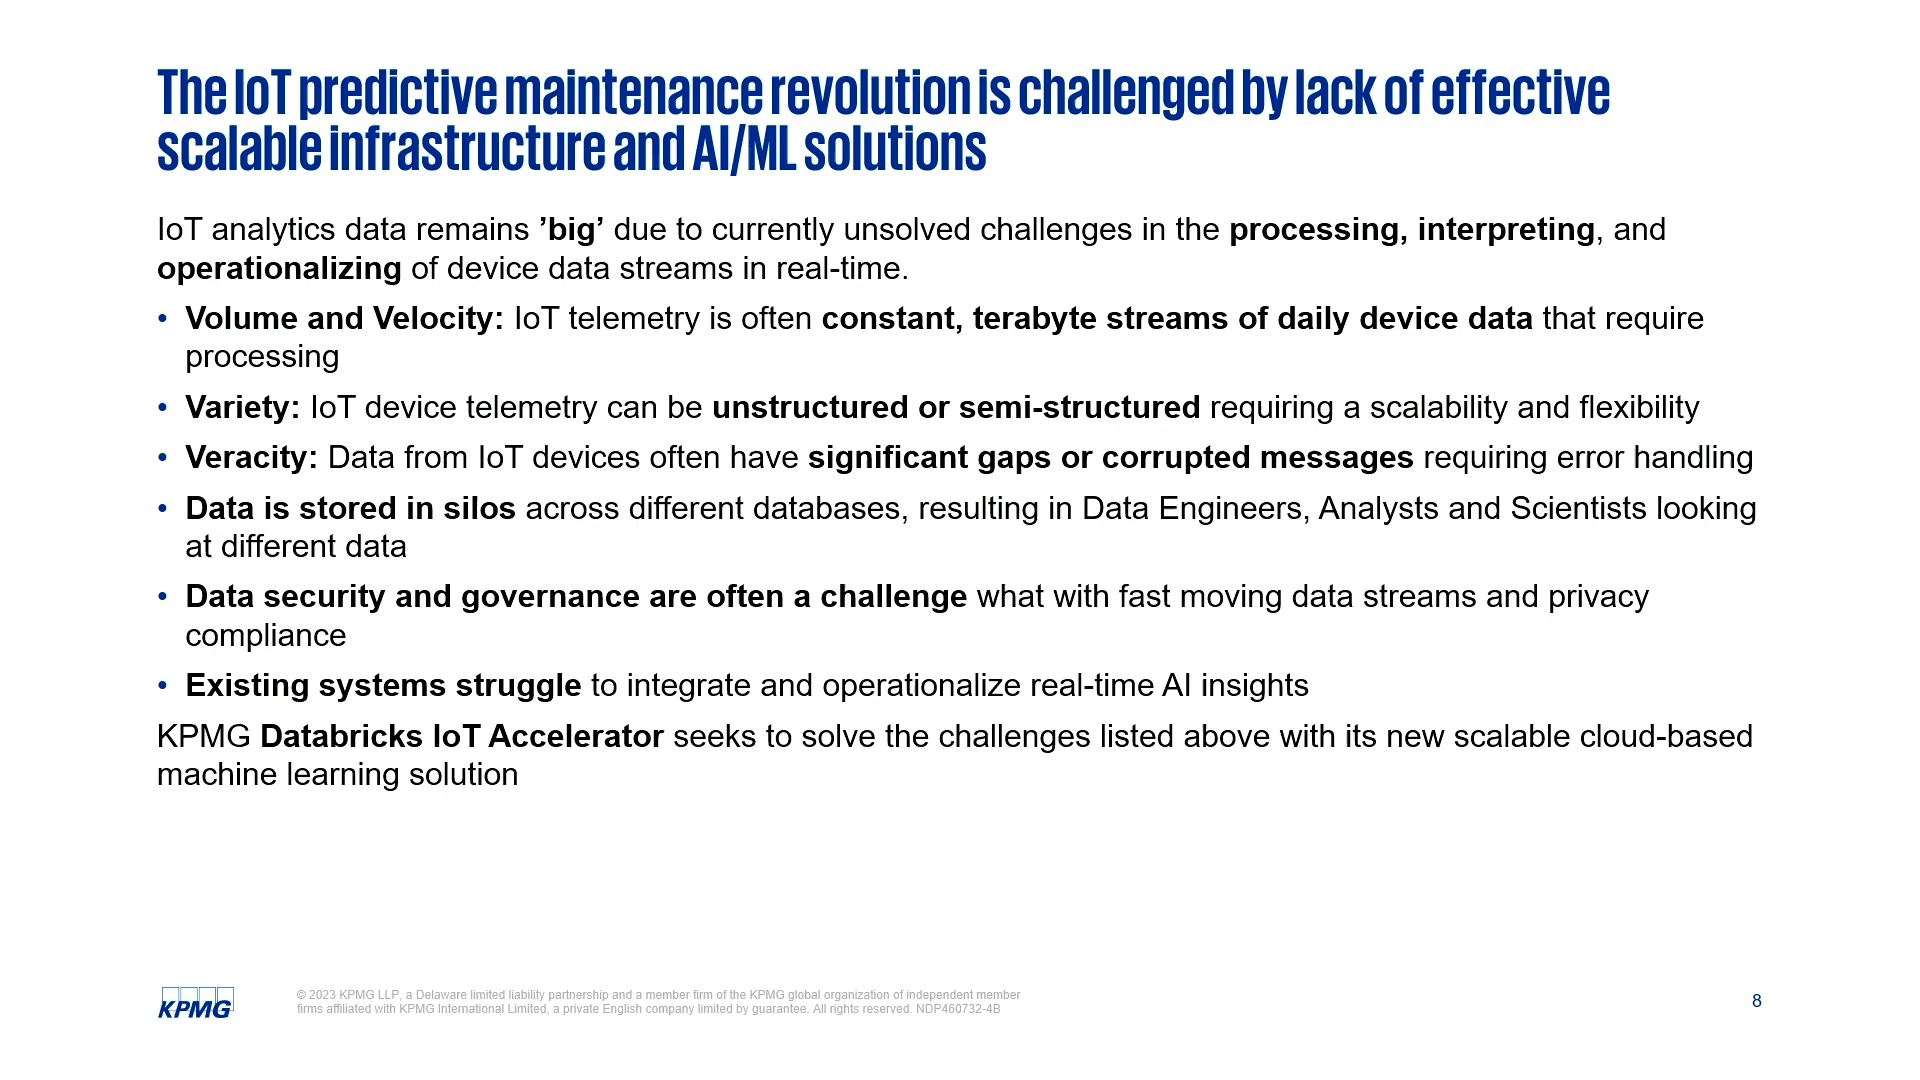 The IoT predictive maintenance revolution is challenged by lack of effective
scalable infrastructure and AI/ML solutions
IoT analytics data remains ’big’ due to currently unsolved challenges in the processing, interpreting, and
operationalizing of device data streams in real-time.
• Volume and Velocity: IoT telemetry is often constant, terabyte streams of daily device data that require
processing
• Variety: IoT device telemetry can be unstructured or semi-structured requiring a scalability and flexibility
• Veracity: Data from IoT devices often have significant gaps or corrupted messages requiring error handling
• Data is stored in silos across different databases, resulting in Data Engineers, Analysts and Scientists looking
at different data
• Data security and governance are often a challenge what with fast moving data streams and privacy
compliance
• Existing systems struggle to integrate and operationalize real-time AI insights
KPMG Databricks IoT Accelerator seeks to solve the challenges listed above with its new scalable cloud-based
machine learning solution
KPMG
© 2023 KPMG LLP, a Delaware limited liability partnership and a member firm of the KPMG global organization of independent member
firms affiliated with KPMG International Limited, a private English company limited by guarantee. All rights reserved. NDP460732-4B
8